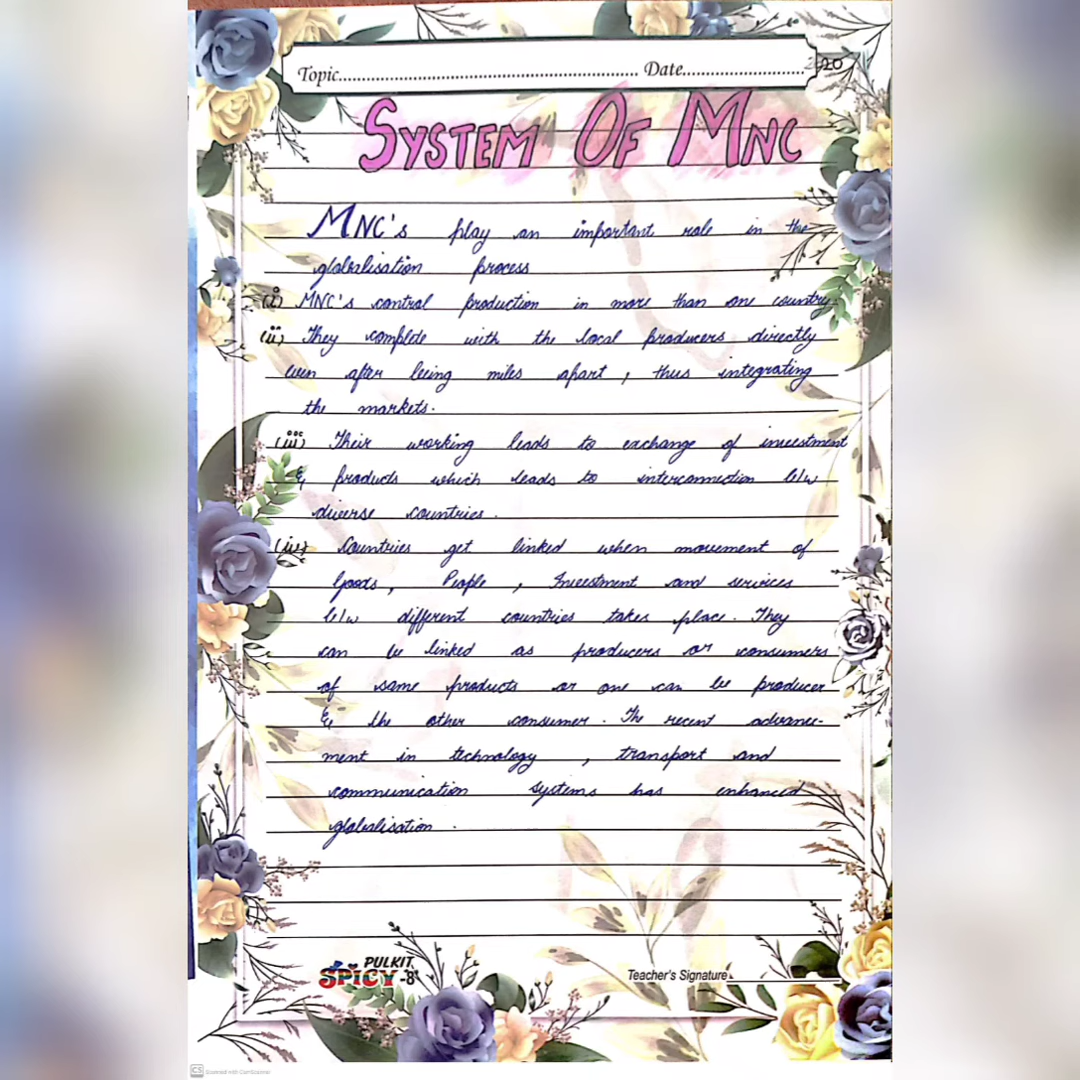 Topic Date 20
SYSTEM OF MNC
MNC's play an important role in the
globalisation process
(i) MNC's control production in more than one country.
(ii) They complete with the local producers directly
even after being miles apart, thus integrating
the markets.
(iii) Their working leads to exchange of investment
& products which leads to interconnection b/w
diverse countries.
(iv) Countries get linked when movement of
Goods, People, Investment and services
b/w different countries takes place. They
can be linked as producers or consumers
of same products or one can be producer
& the other consumer. The recent advance-
ment in technology, transport and
communication systems has enhanced
globalisation.
PULKIT
SPICY-8
Teacher's Signature
CS Scanned with CamScanner